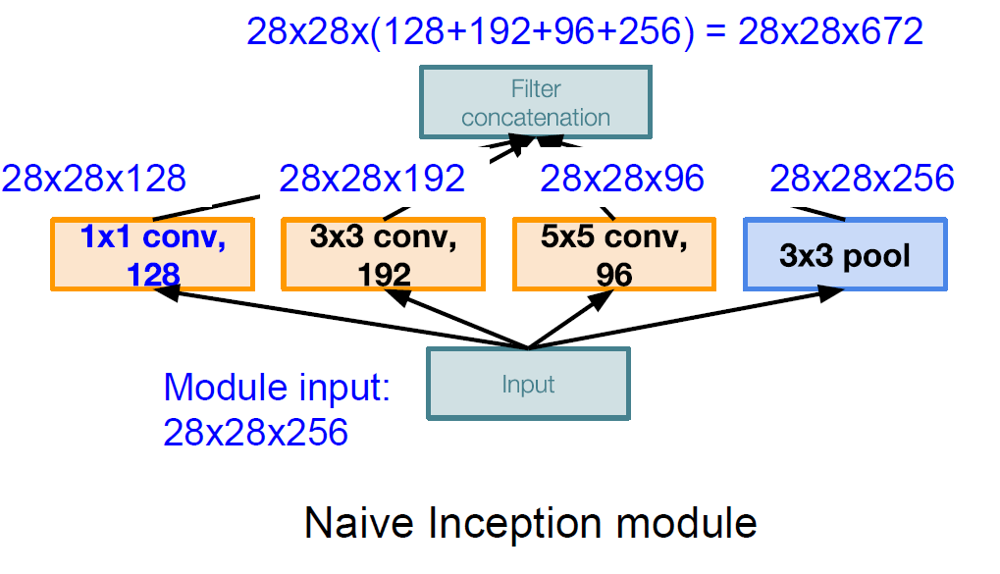 28x28x(128+192+96+256) = 28x28x672
Filter
concatenation
28x28x128
28x28x192
28x28x96
28x28x256
1x1 conv,
128
3x3 conv,
192
5x5 conv,
96
3x3 pool
Input
Module input:
28x28x256
Naive Inception module